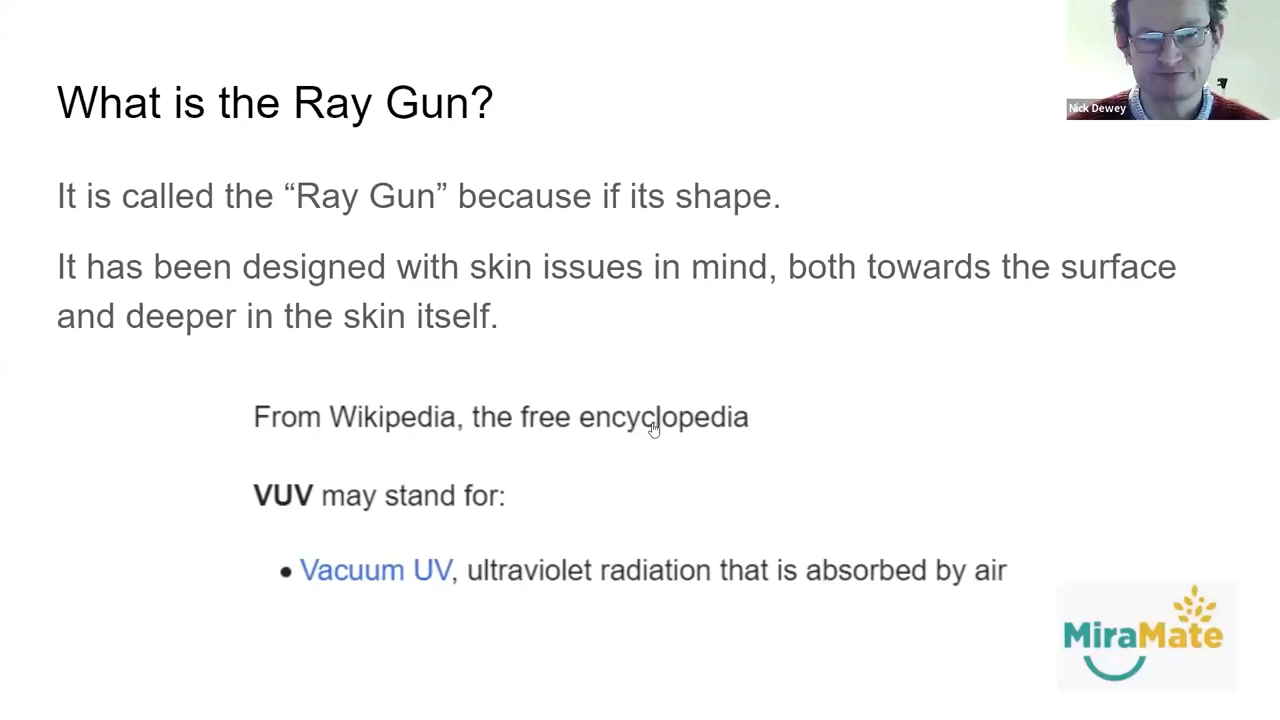 Nick Dewey
What is the Ray Gun?
It is called the “Ray Gun” because if its shape.
It has been designed with skin issues in mind, both towards the surface
and deeper in the skin itself.
From Wikipedia, the free encyclopedia
VUV may stand for:
• Vacuum UV, ultraviolet radiation that is absorbed by air
MiraMate